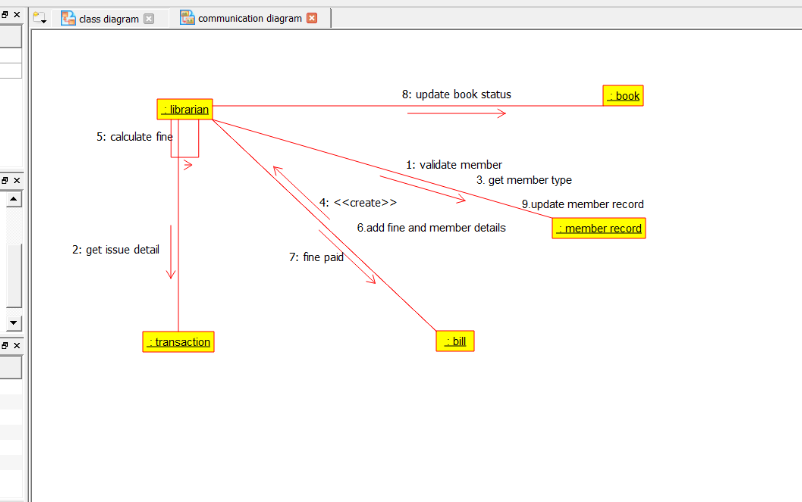 class diagram
communication diagram
8: update book status
: book
: librarian
5: calculate fine
1: validate member
3. get member type
4: <<create>>
9.update member record
6.add fine and member details
: member record
2: get issue detail
7: fine paid
: transaction
: bill